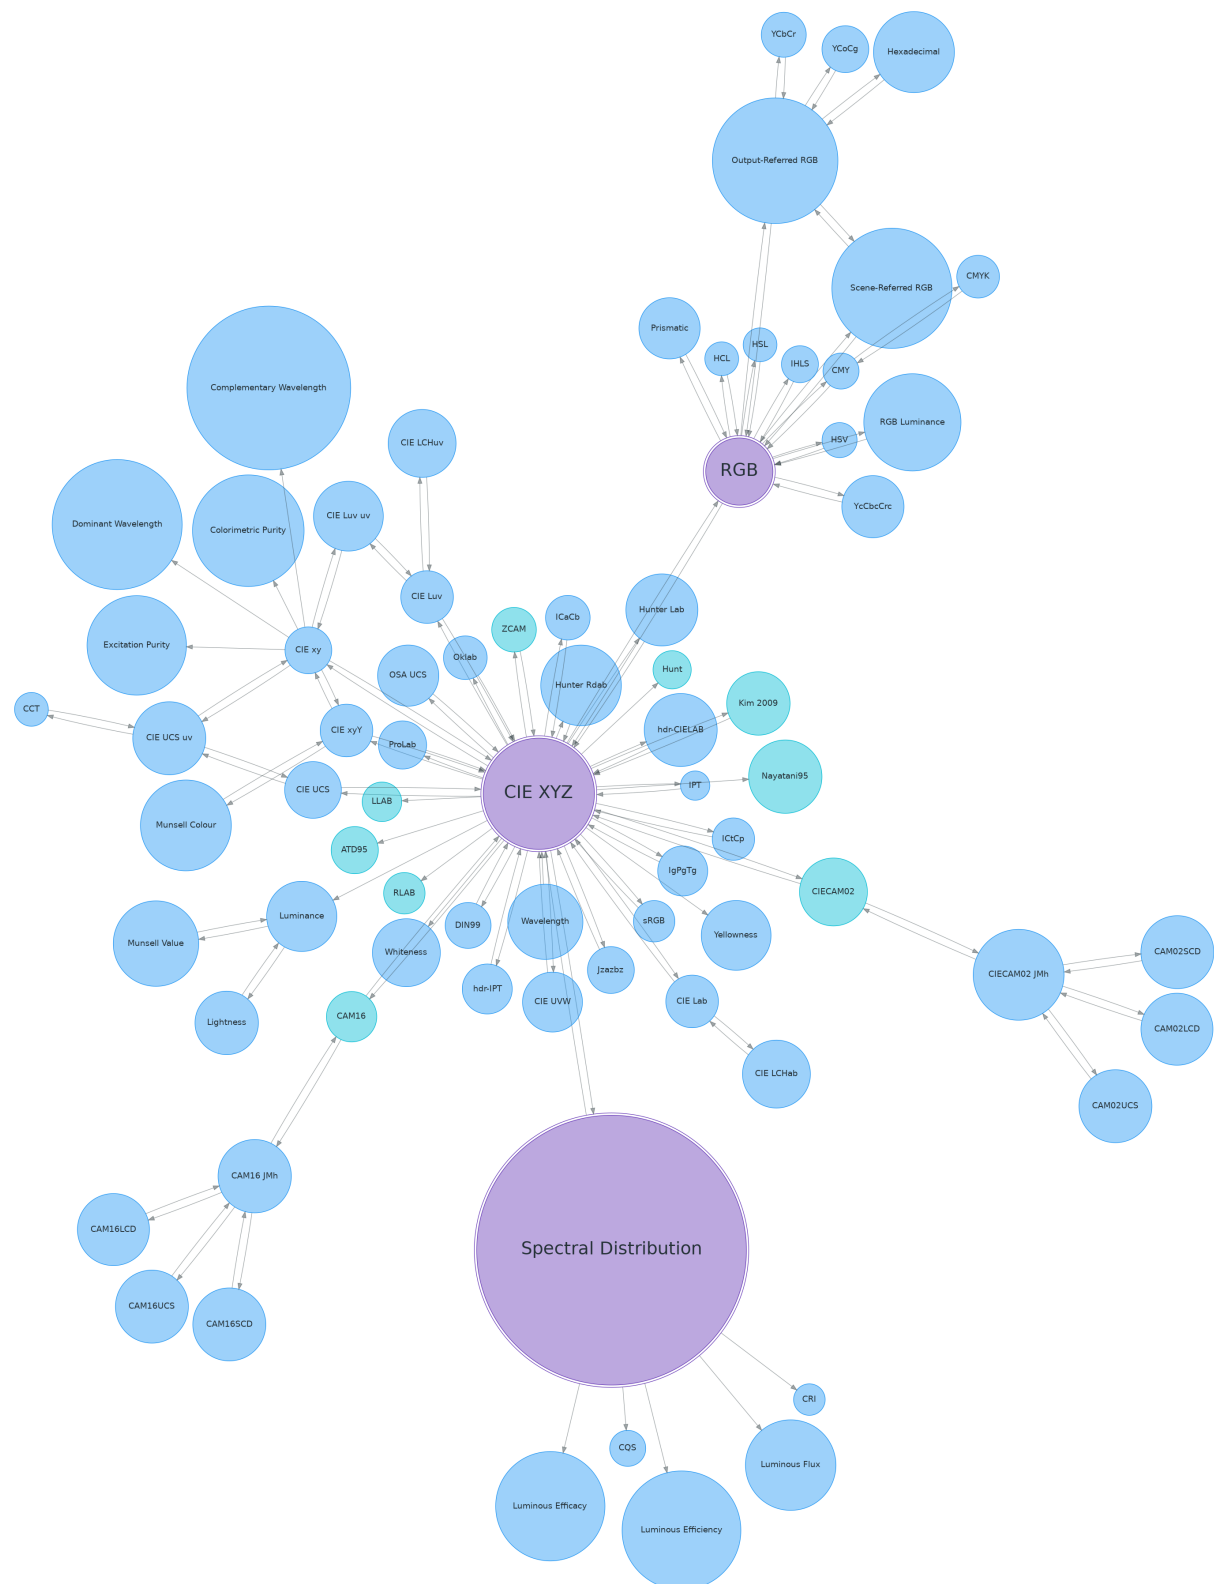 YCbCr
YCoCg
Hexadecimal
Output-Referred RGB
CMYK
Scene-Referred RGB
Prismatic
HSL
HCL
IHLS
CMY
Complementary Wavelength
RGB Luminance
HSV
CIE LCHuv
RGB
YcCbcCrc
CIE Luv uv
Dominant Wavelength
Colorimetric Purity
CIE Luv
Hunter Lab
ICaCb
ZCAM
Excitation Purity
CIE xy
Oklab
Hunt
OSA UCS
Hunter Rdab
Kim 2009
CCT
CIE UCS uv
CIE xyY
hdr-CIELAB
ProLab
Nayatani95
IPT
CIE UCS
CIE XYZ
LLAB
Munsell Colour
ICtCp
ATD95
IgPgTg
CIECAM02
RLAB
Luminance
Wavelength
sRGB
DIN99
Yellowness
Munsell Value
Whiteness
CAM02SCD
Jzazbz
CIECAM02 JMh
hdr-IPT
CIE UVW
CIE Lab
CAM16
Lightness
CAM02LCD
CIE LCHab
CAM02UCS
CAM16 JMh
CAM16LCD
Spectral Distribution
CAM16UCS
CAM16SCD
CRI
CQS
Luminous Flux
Luminous Efficacy
Luminous Efficiency